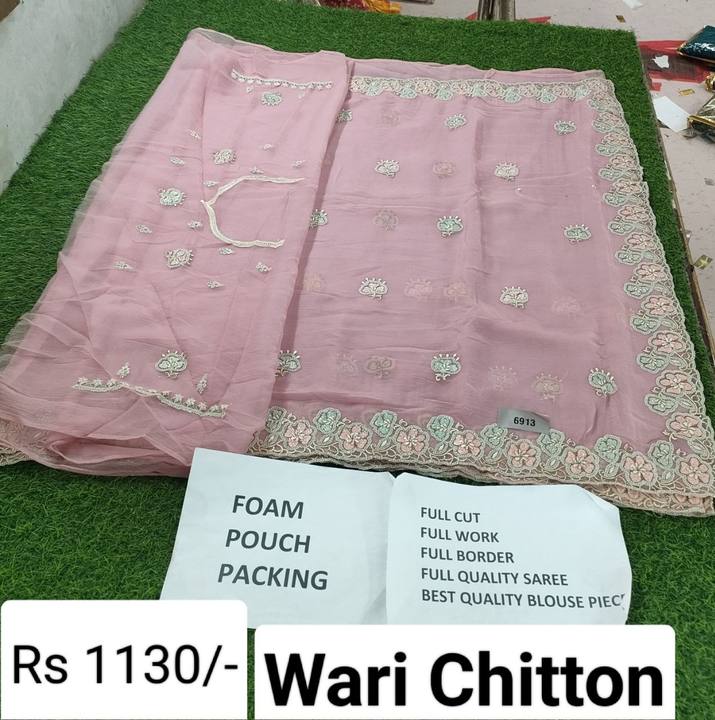 6913
FOAM
POUCH
PACKING
FULL CUT
FULL WORK
FULL BORDER
FULL QUALITY SAREE
BEST QUALITY BLOUSE PIEC
Rs 1130/-
Wari Chitton